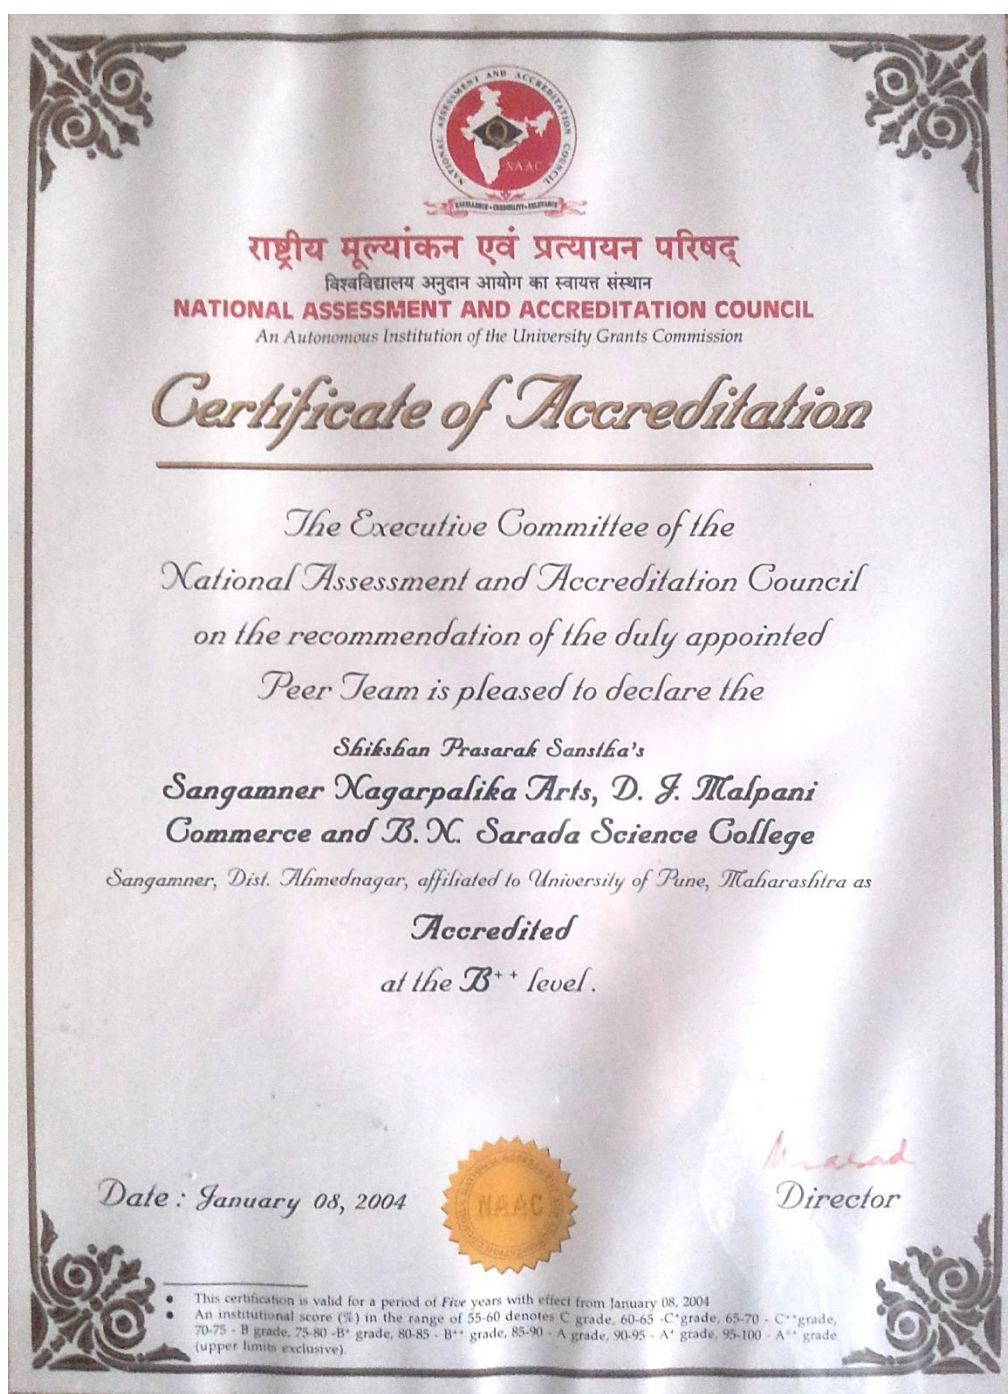 NATIONAL ASSESSMENT AND ACCREDITATION COUNCIL
Q
NAAC
EXCELLENCE • CREDIBILITY • RELEVANCE
राष्ट्रीय मूल्यांकन एवं प्रत्यायन परिषद्
विश्वविद्यालय अनुदान आयोग का स्वायत्त संस्थान
NATIONAL ASSESSMENT AND ACCREDITATION COUNCIL
An Autonomous Institution of the University Grants Commission
Certificate of Accreditation
The Executive Committee of the
National Assessment and Accreditation Council
on the recommendation of the duly appointed
Peer Team is pleased to declare the
Shikshan Prasarak Sanstha's
Sangamner Nagarpalika Arts, D. J. Malpani
Commerce and B. N. Sarada Science College
Sangamner, Dist. Ahmednagar, affiliated to University of Pune, Maharashtra as
Accredited
at the B++ level.
Date : January 08, 2004
NAAC
Director
• This certification is valid for a period of Five years with effect from January 08, 2004
• An institutional score (%) in the range of 55-60 denotes C grade, 60-65 -C+grade, 65-70 - C++grade,
70-75 - B grade, 75-80 -B+ grade, 80-85 - B++ grade, 85-90 - A grade, 90-95 - A+ grade, 95-100 - A++ grade
(upper limits exclusive).